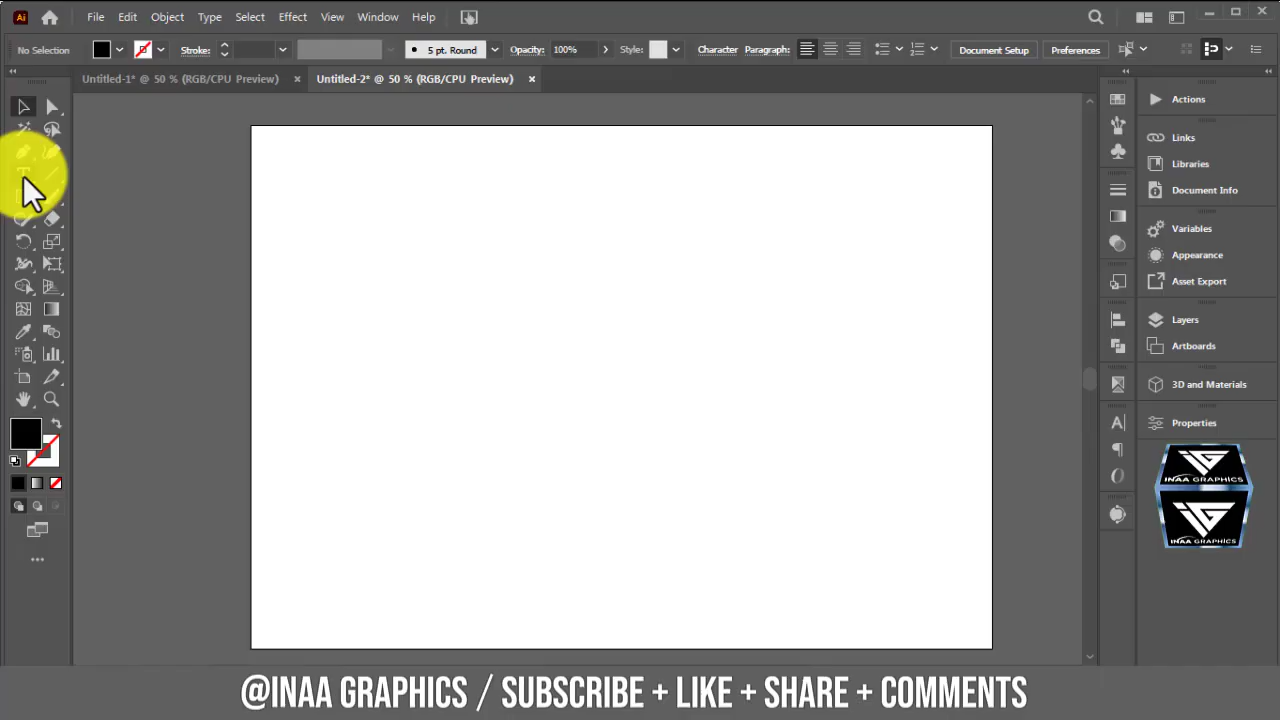 Ai File Edit Object Type Select Effect View Window Help
No Selection Stroke: 5 pt. Round Opacity: 100% Style: Character Paragraph: Document Setup Preferences
Untitled-1* @ 50 % (RGB/CPU Preview) × Untitled-2* @ 50 % (RGB/CPU Preview) ×
Actions
Links
Libraries
Document Info
Variables
Appearance
Asset Export
Layers
Artboards
3D and Materials
Properties
INAA GRAPHICS
INAA GRAPHICS
@INAA GRAPHICS / SUBSCRIBE + LIKE + SHARE + COMMENTS